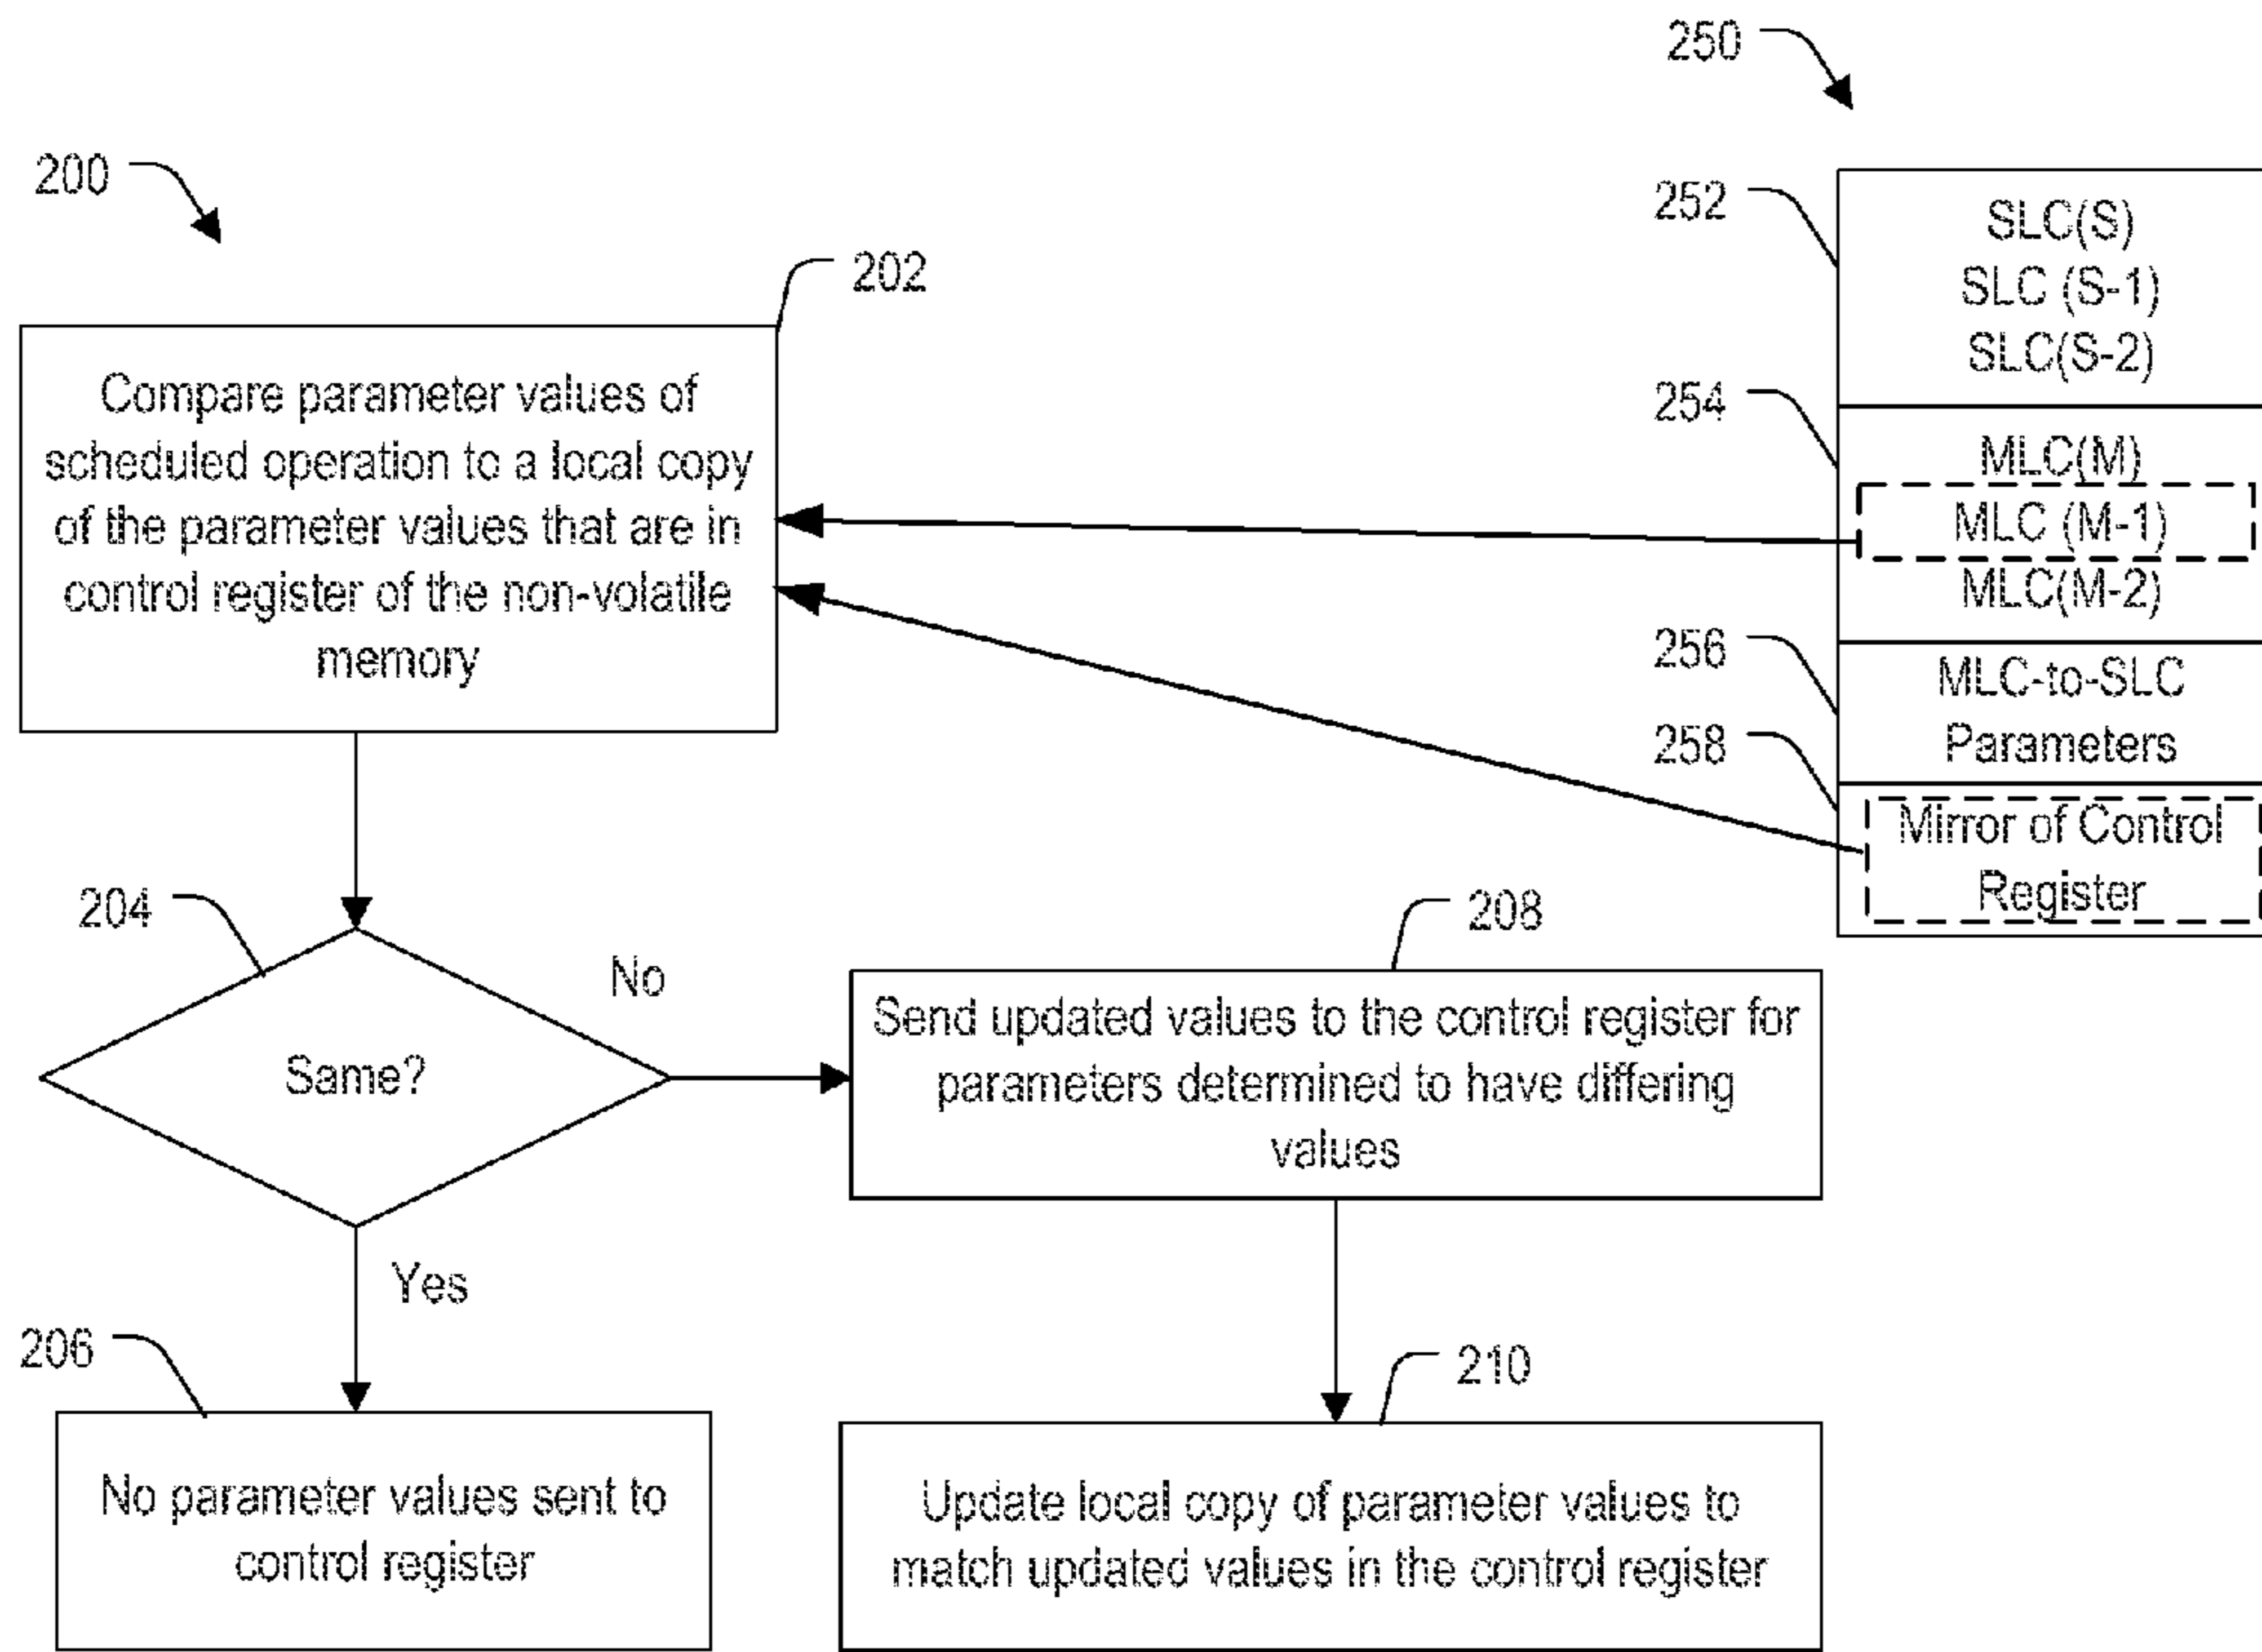 250
200
252
SLC(S)
SLC (S-1)
SLC(S-2)
202
Compare parameter values of
scheduled operation to a local copy
of the parameter values that are in
control register of the non-volatile
memory
254
MLC(M)
MLC (M-1)
MLC(M-2)
256
MLC-to-SLC
Parameters
258
Mirror of Control
Register
204
Same?
No
Yes
208
Send updated values to the control register for
parameters determined to have differing
values
206
No parameter values sent to
control register
210
Update local copy of parameter values to
match updated values in the control register